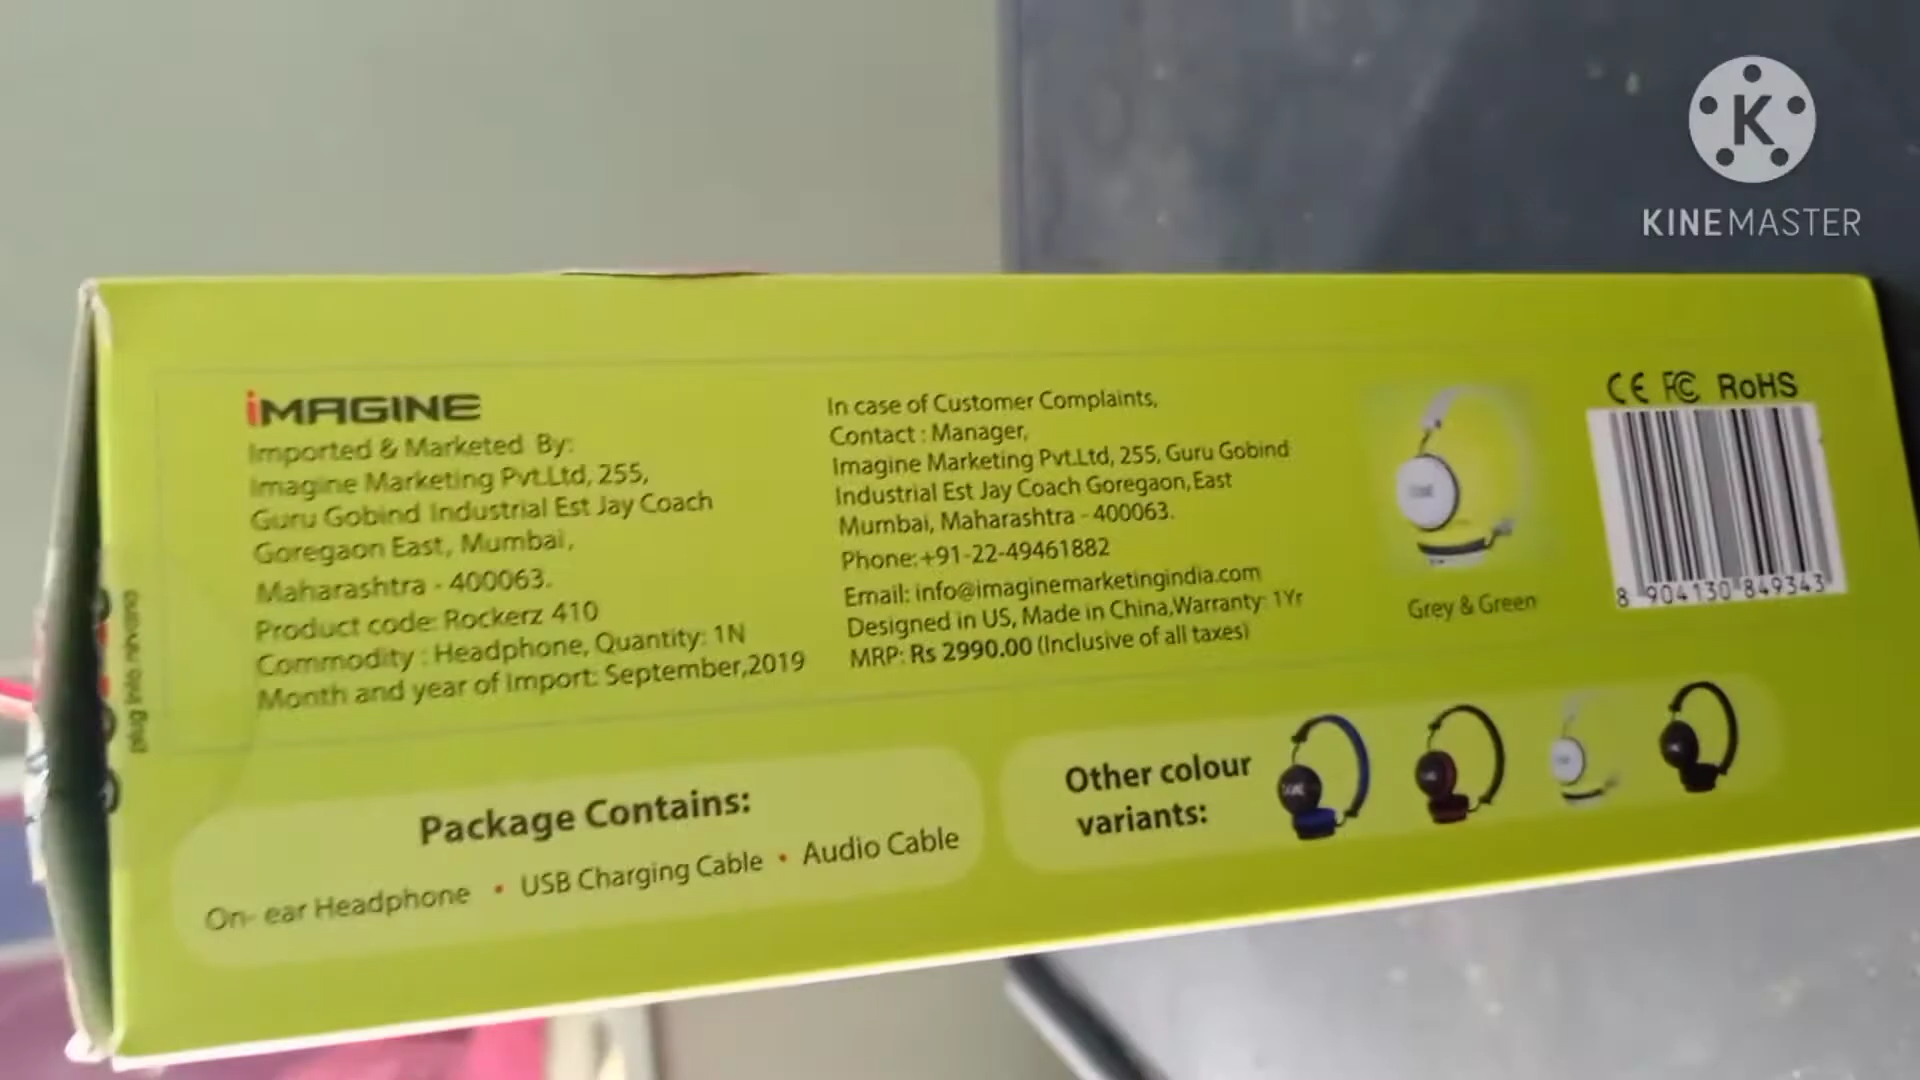 KINEMASTER
iMAGINE
Imported & Marketed By:
Imagine Marketing Pvt.Ltd, 255,
Guru Gobind Industrial Est Jay Coach
Goregaon East, Mumbai,
Maharashtra - 400063.
Product code: Rockerz 410
Commodity : Headphone, Quantity: 1N
Month and year of Import: September,2019
In case of Customer Complaints,
Contact : Manager,
Imagine Marketing Pvt.Ltd, 255, Guru Gobind
Industrial Est Jay Coach Goregaon,East
Mumbai, Maharashtra - 400063.
Phone:+91-22-49461882
Email: info@imaginemarketingindia.com
Designed in US, Made in China,Warranty: 1Yr
MRP: Rs 2990.00 (Inclusive of all taxes)
Grey & Green
CE FC RoHS
8 904130 849343
plug into nirvana
Package Contains:
On- ear Headphone • USB Charging Cable • Audio Cable
Other colour
variants: